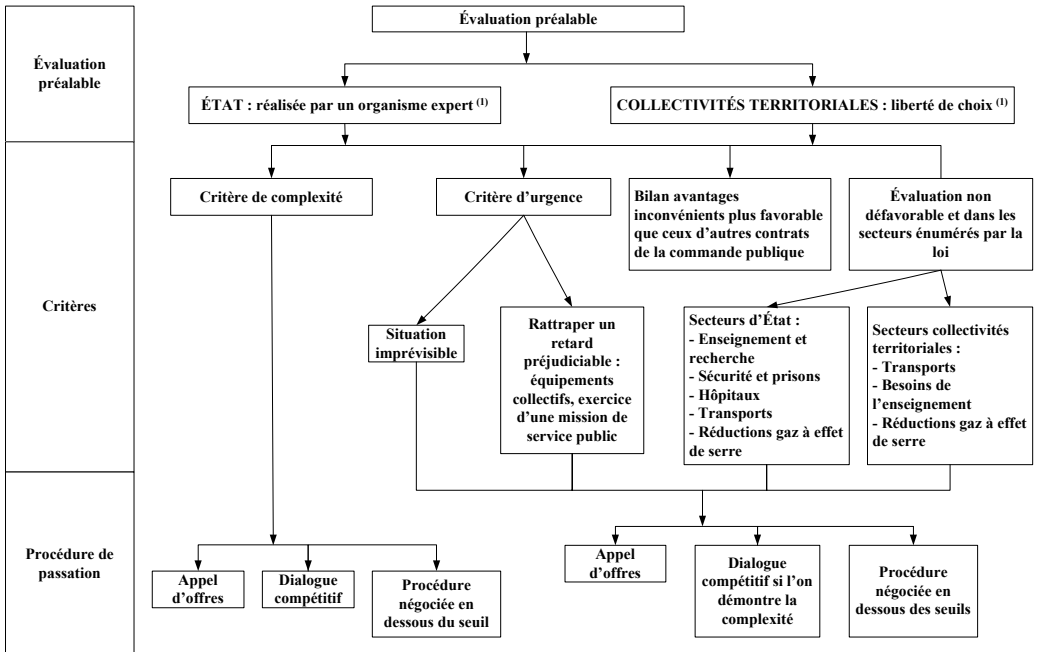 Évaluation préalable
Évaluation
préalable
ÉTAT : réalisée par un organisme expert (1)
COLLECTIVITÉS TERRITORIALES : liberté de choix (1)
Critères
Critère de complexité
Critère d’urgence
Bilan avantages
inconvénients plus favorable
que ceux d’autres contrats
de la commande publique
Évaluation non
défavorable et dans les
secteurs énumérés par la
loi
Situation
imprévisible
Rattraper un
retard
préjudiciable :
équipements
collectifs, exercice
d’une mission de
service public
Secteurs d’État :
- Enseignement et
recherche
- Sécurité et prisons
- Hôpitaux
- Transports
- Réductions gaz à effet
de serre
Secteurs collectivités
territoriales :
- Transports
- Besoins de
l’enseignement
- Réductions gaz à effet
de serre
Procédure de
passation
Appel
d’offres
Dialogue
compétitif
Procédure
négociée en
dessous du seuil
Appel
d’offres
Dialogue
compétitif si l’on
démontre la
complexité
Procédure
négociée en
dessous des seuils